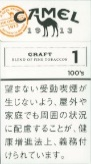 CAMEL
1913
CRAFT
BLEND OF FINE TOBACCOS
1
100's
望まない受動喫煙が
生じないよう、屋外や
家庭でも周囲の状況
に配慮することが、健
康増進法上、義務付
けられています。